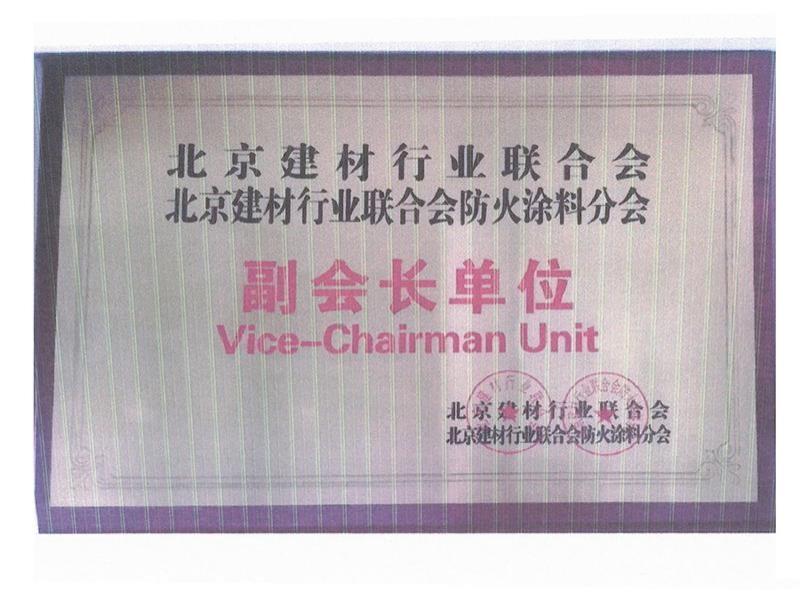 北京建材行业联合会
北京建材行业联合会防火涂料分会
副会长单位
Vice-Chairman Unit
北京建材行业联合会
北京建材行业联合会防火涂料分会